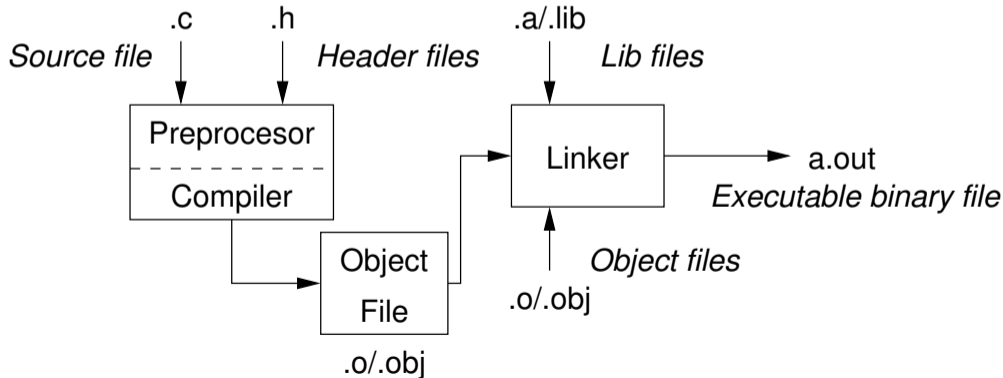 .c
.h
.a/.lib
Source file
Header files
Lib files
Preprocesor
Compiler
Linker
a.out
Executable binary file
Object
File
.o/.obj
Object files
.o/.obj